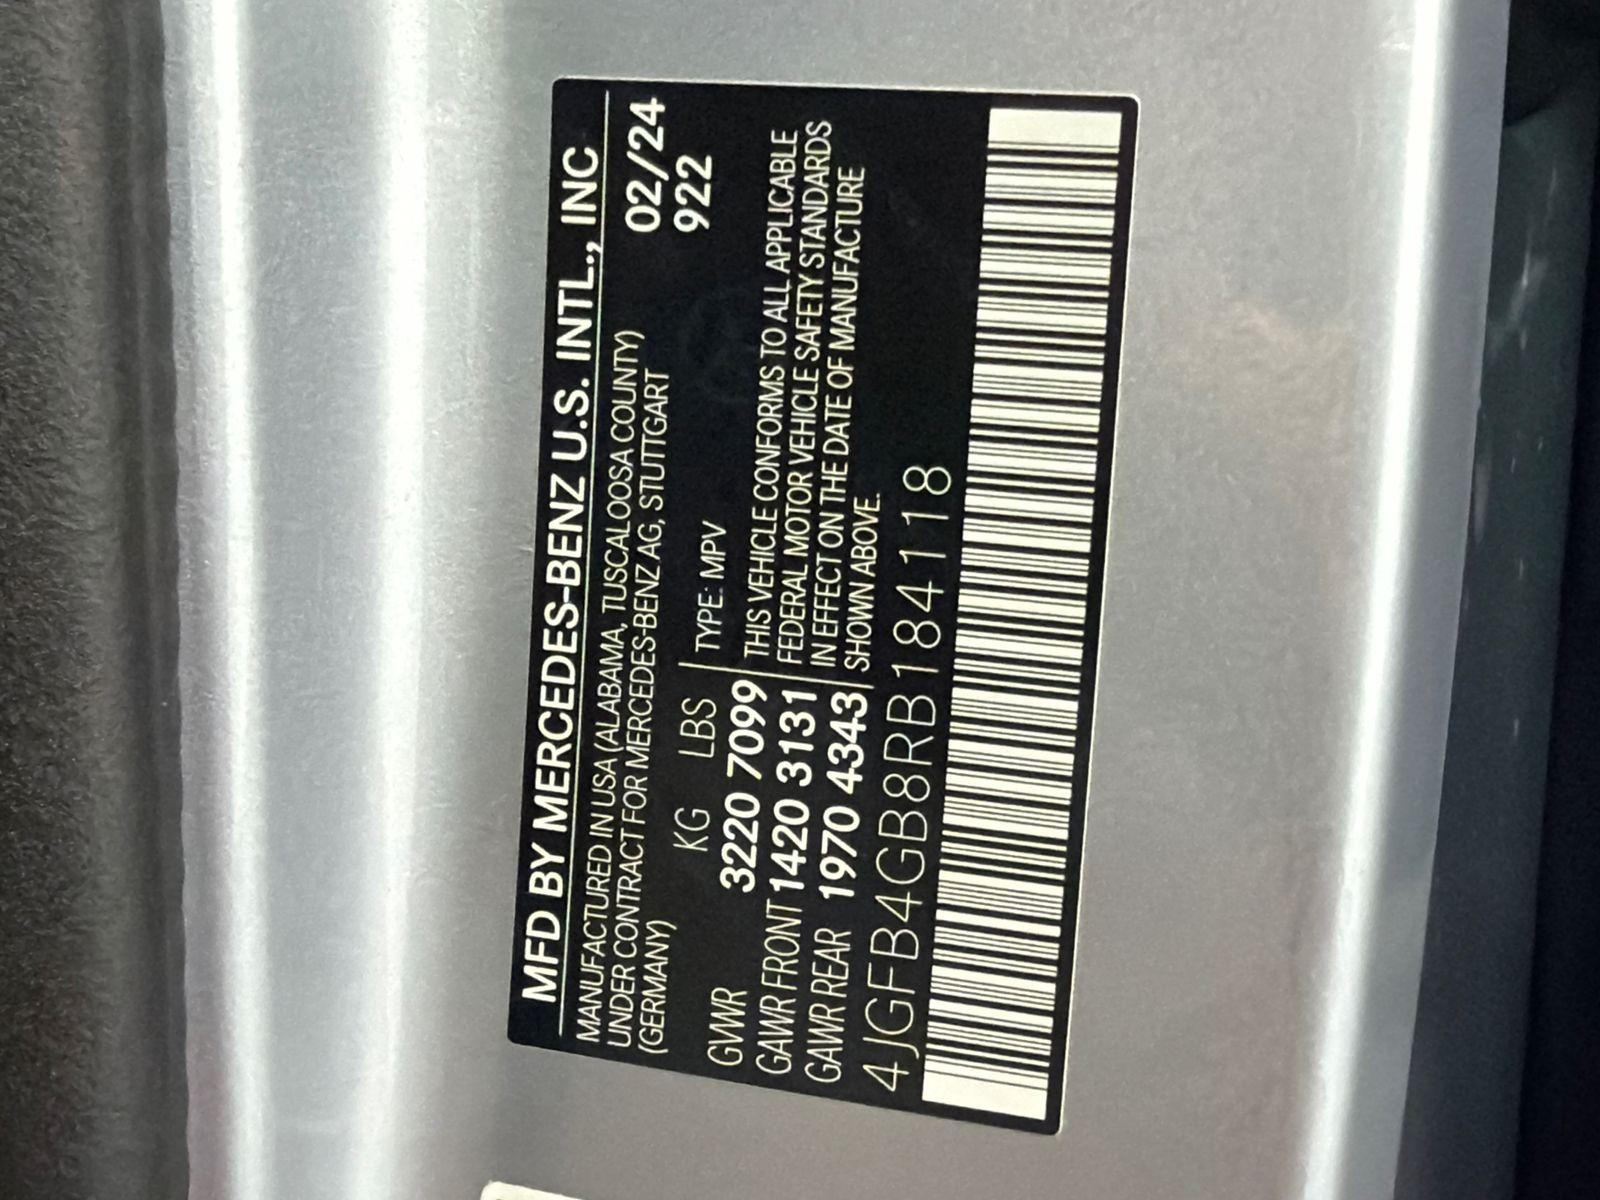 MFD BY MERCEDES-BENZ U.S. INTL., INC
MANUFACTURED IN USA (ALABAMA, TUSCALOOSA COUNTY) 02/24
UNDER CONTRACT FOR MERCEDES-BENZ AG, STUTTGART 922
(GERMANY)
KG LBS TYPE: MPV
GVWR 3220 7099 THIS VEHICLE CONFORMS TO ALL APPLICABLE
GAWR FRONT 1420 3131 FEDERAL MOTOR VEHICLE SAFETY STANDARDS
GAWR REAR 1970 4343 IN EFFECT ON THE DATE OF MANUFACTURE
SHOWN ABOVE.
4JGFB4GB8RB184118